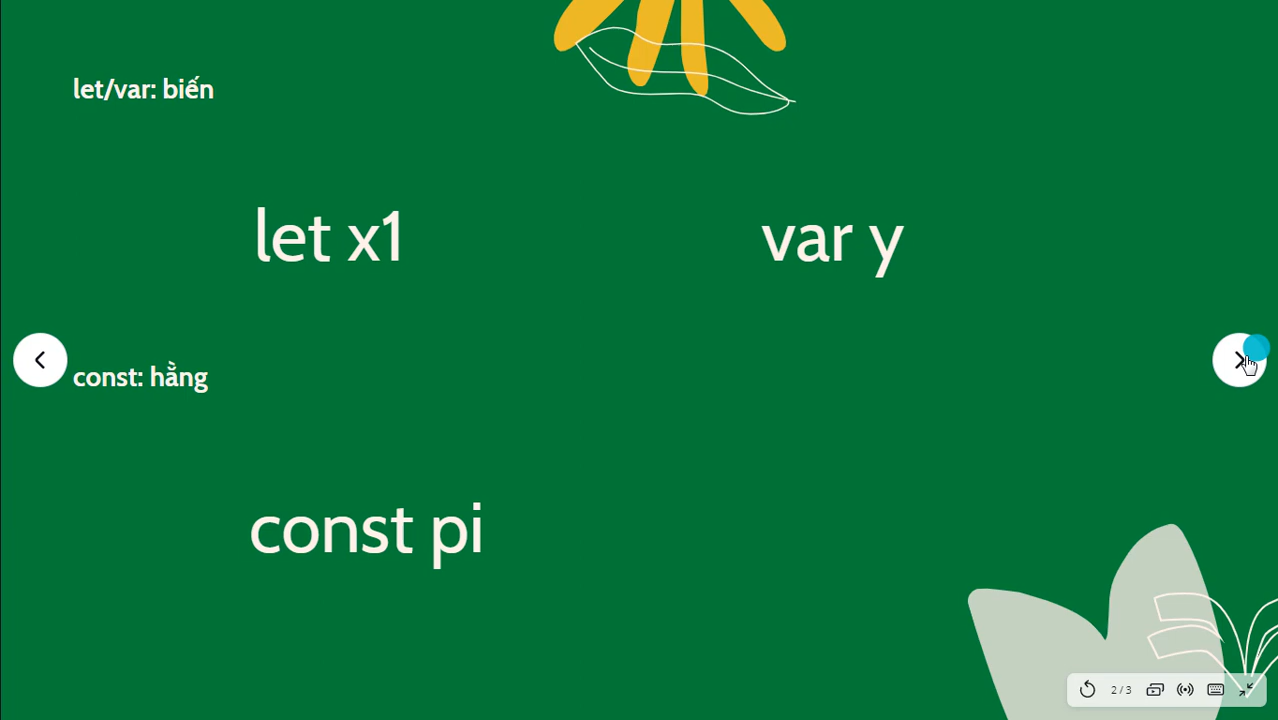 let/var: biến
let x1
var y
const: hằng
const pi
2 / 3